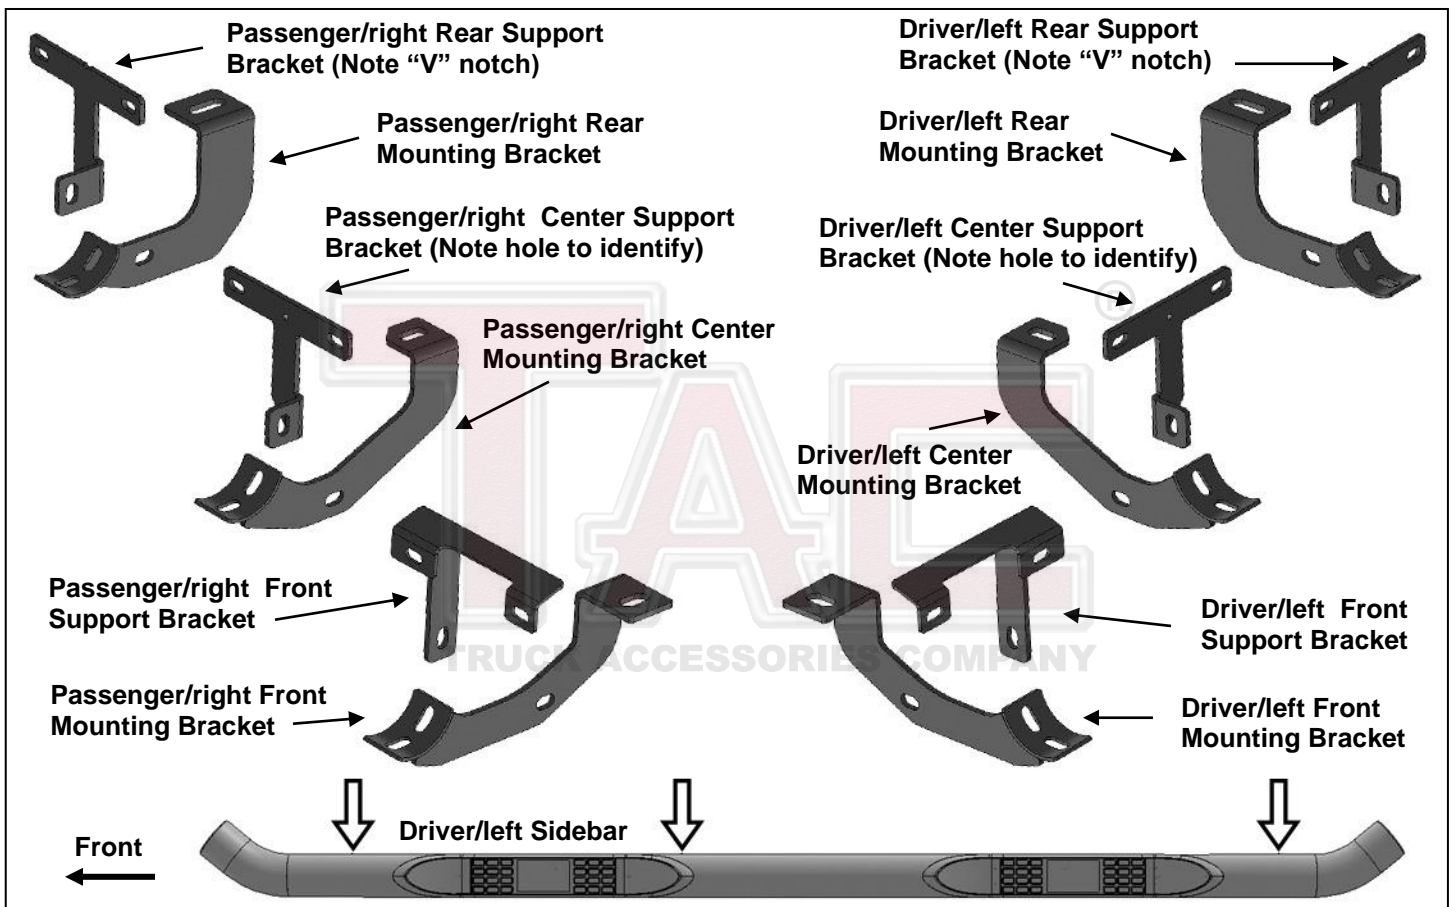 Passenger/right Rear Support
Bracket (Note “V” notch)
Driver/left Rear Support
Bracket (Note “V” notch)
Passenger/right Rear
Mounting Bracket
Driver/left Rear
Mounting Bracket
Passenger/right  Center Support
Bracket (Note hole to identify)
Driver/left Center Support
Bracket (Note hole to identify)
Passenger/right Center
Mounting Bracket
Driver/left Center
Mounting Bracket
TAC®
TRUCK ACCESSORIES COMPANY
Passenger/right  Front
Support Bracket
Driver/left  Front
Support Bracket
Passenger/right Front
Mounting Bracket
Driver/left Front
Mounting Bracket
Driver/left Sidebar
Front